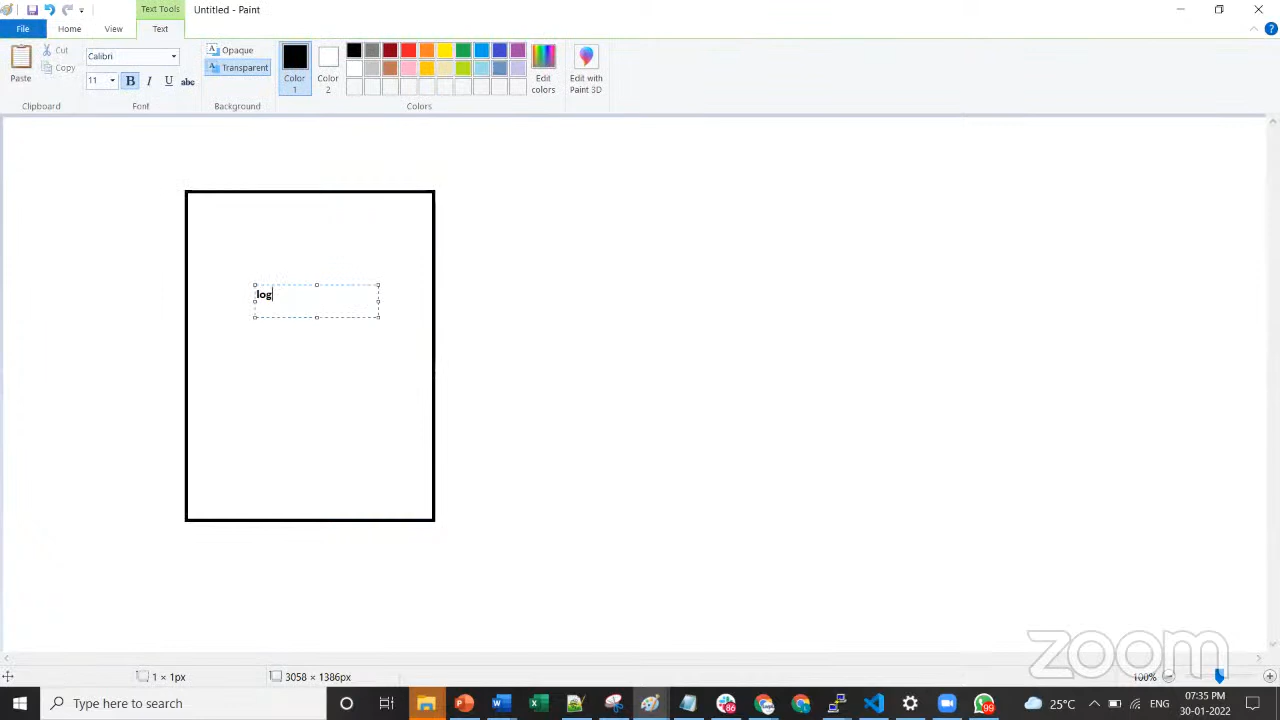 Text Tools
Untitled - Paint
File
Home
View
Text
Paste
Cut
Copy
Clipboard
Calibri
11
B
I
U
abc
Font
Opaque
Transparent
Background
Color
1
Color
2
Colors
Edit
colors
Edit with
Paint 3D
log
zoom
1 × 1px
3058 × 1386px
100%
Type here to search
86
99
25°C
ENG
07:35 PM
30-01-2022